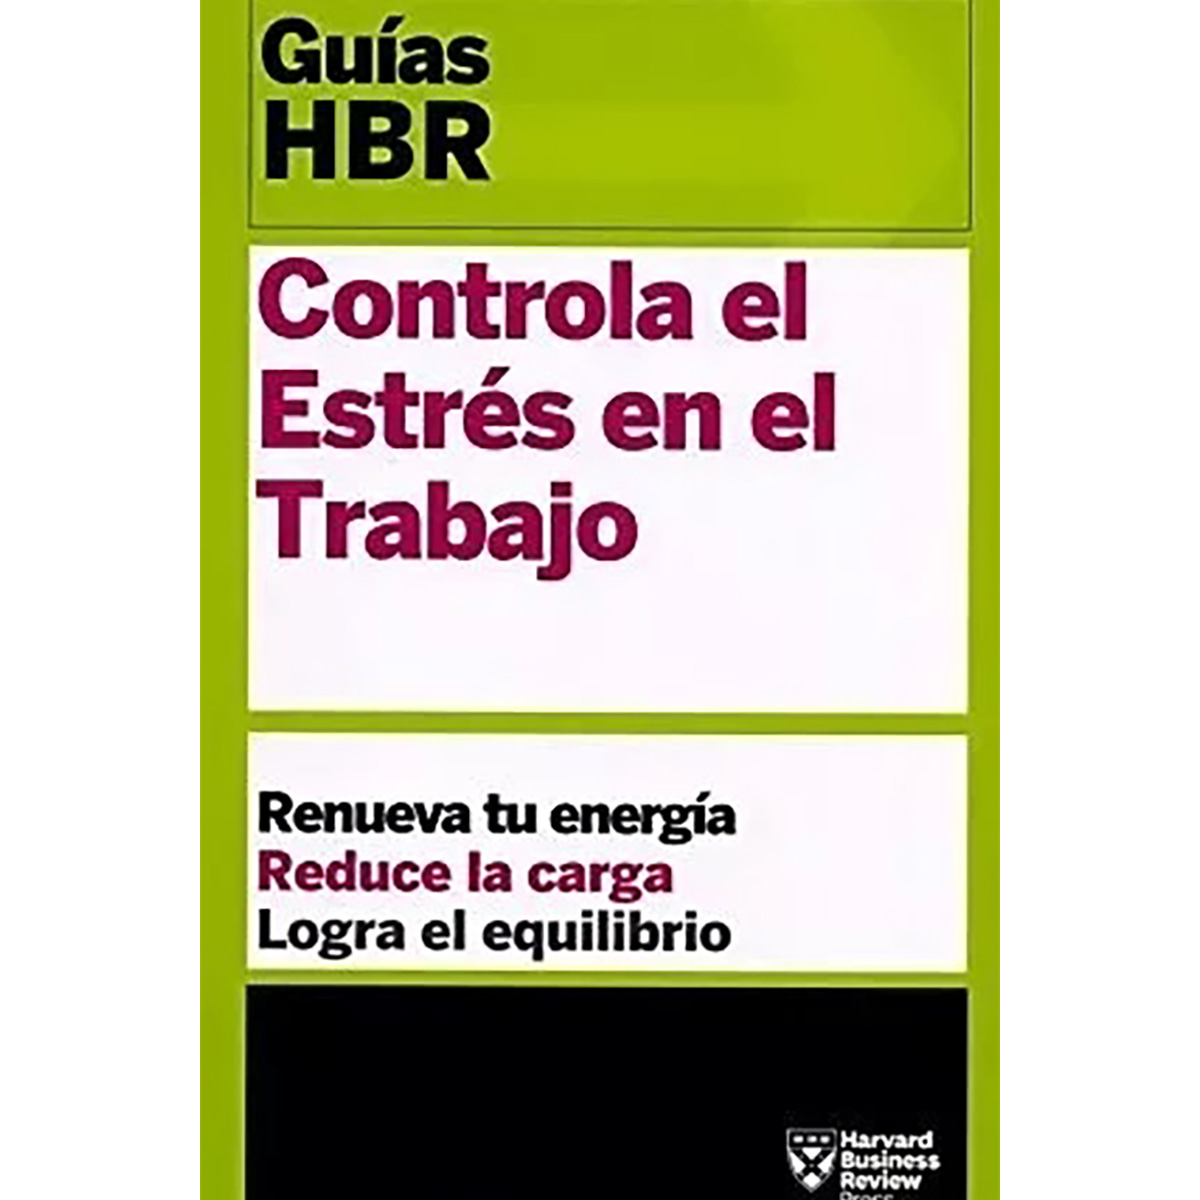 Guías
HBR
Controla el
Estrés en el
Trabajo
Renueva tu energía
Reduce la carga
Logra el equilibrio
Harvard
Business
Review
Press